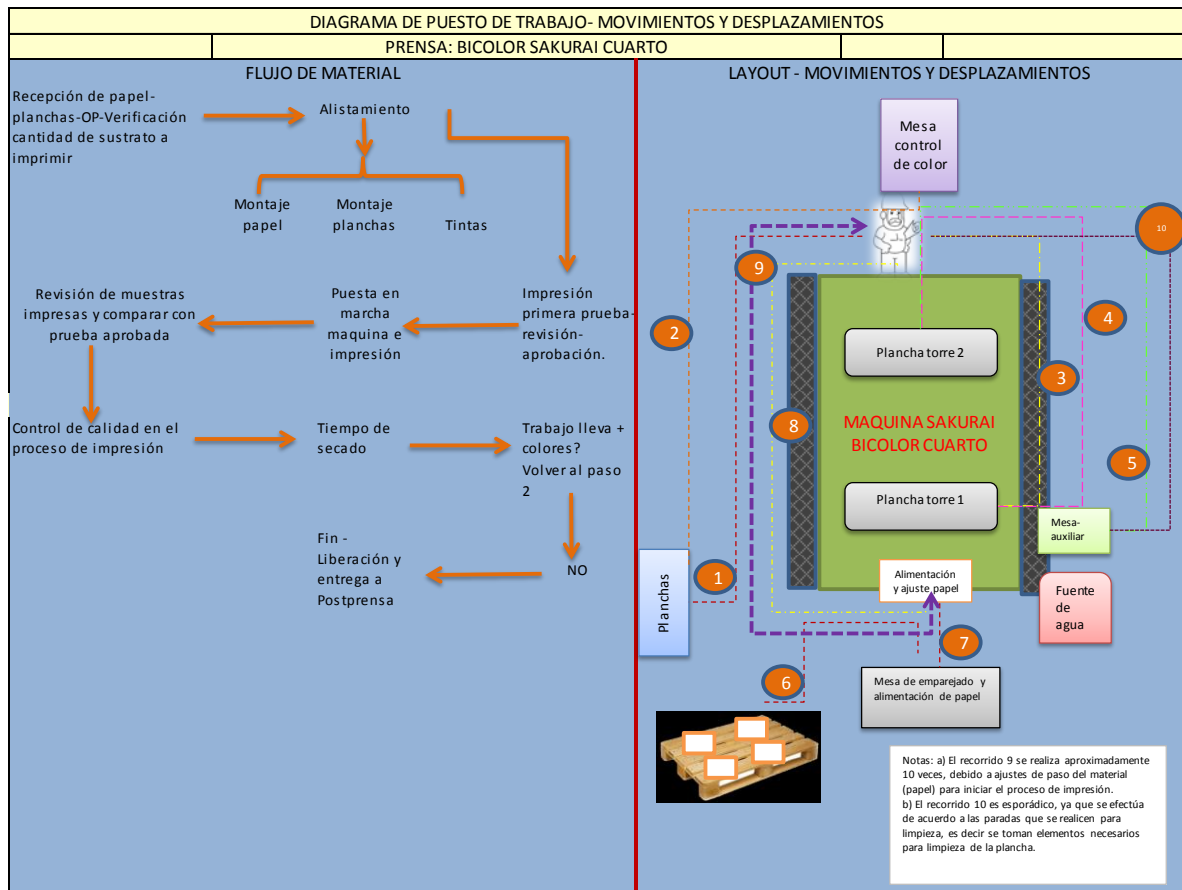 DIAGRAMA DE PUESTO DE TRABAJO- MOVIMIENTOS Y DESPLAZAMIENTOS
PRENSA: BICOLOR SAKURAI CUARTO
FLUJO DE MATERIAL
Recepción de papel-
planchas-OP-Verificación
cantidad de sustrato a
imprimir
Alistamiento
Montaje
papel
Montaje
planchas
Tintas
Revisión de muestras
impresas y comparar con
prueba aprobada
Puesta en
marcha
maquina e
impresión
Impresión
primera prueba-
revisión-
aprobación.
Control de calidad en el
proceso de impresión
Tiempo de
secado
Trabajo lleva +
colores?
Volver al paso
2
Fin -
Liberación y
entrega a
Postprensa
NO
LAYOUT - MOVIMIENTOS Y DESPLAZAMIENTOS
Mesa
control
de color
10
9
2
4
Plancha torre 2
3
8
MAQUINA SAKURAI
BICOLOR CUARTO
5
Plancha torre 1
Mesa-
auxiliar
Planchas
1
Alimentación
y ajuste papel
Fuente
de
agua
7
6
Mesa de emparejado y
alimentación de papel
Notas: a) El recorrido 9 se realiza aproximadamente
10 veces, debido a ajustes de paso del material
(papel) para iniciar el proceso de impresión.
b) El recorrido 10 es esporádico, ya que se efectúa
de acuerdo a las paradas que se realicen para
limpieza, es decir se toman elementos necesarios
para limpieza de la plancha.